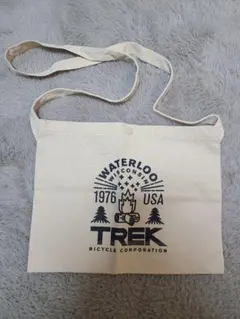 WATERLOO
WISCONSIN
1976 USA
TREK
BICYCLE CORPORATION